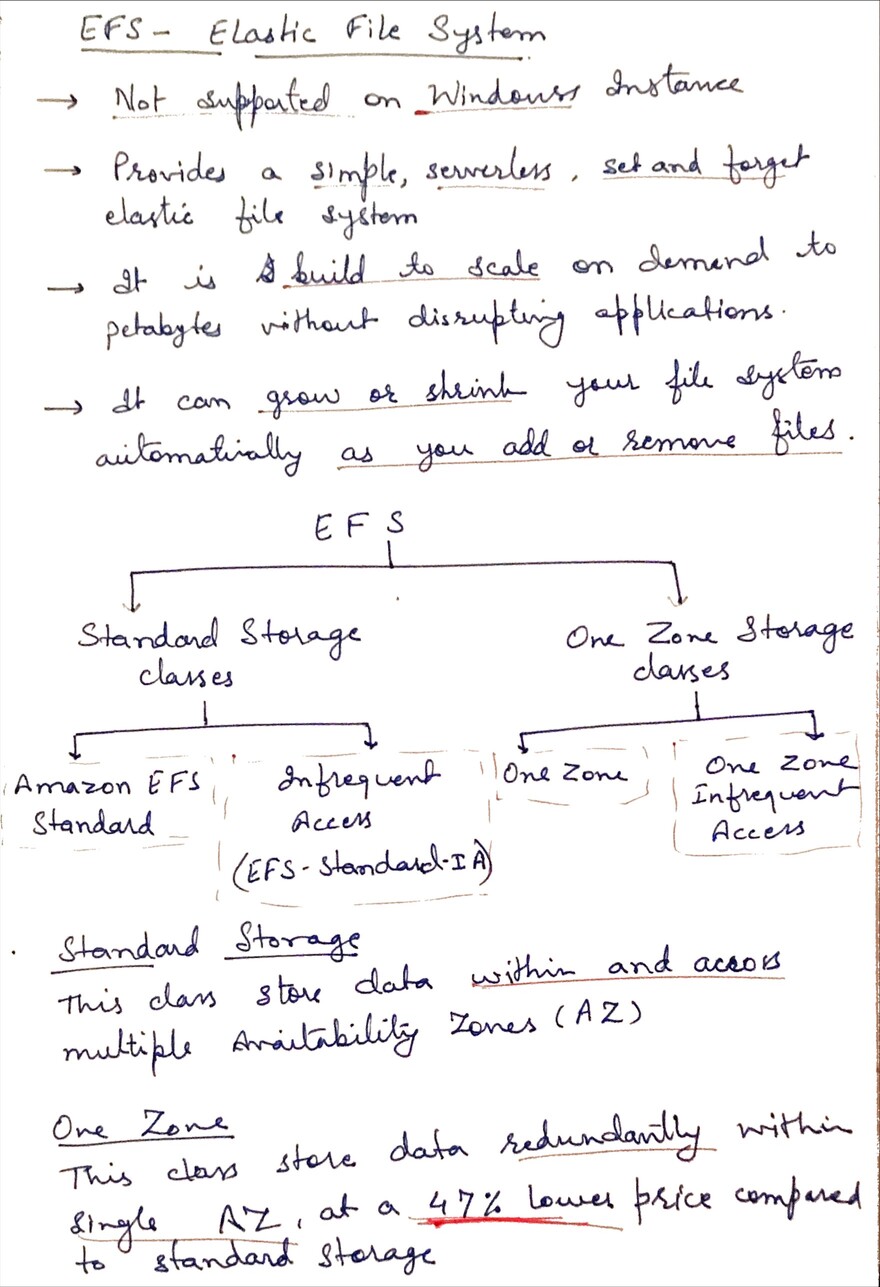 EFS - Elastic File System
→ Not supported on Windows Instance
→ Provides a simple, serverless, set and forget
elastic file system
→ It is build to scale on demand to
petabytes without disrupting applications.
→ It can grow or shrink your file system
automatically as you add or remove files.
EFS
Standard Storage
classes
One Zone Storage
classes
Amazon EFS
Standard
Infrequent
Access
(EFS-Standard-IA)
One Zone
One Zone
Infrequent
Access
Standard Storage
This class store data within and across
multiple Availability Zones (AZ)
One Zone
This class store data redundantly within
single AZ, at a 47% lower price compared
to standard storage